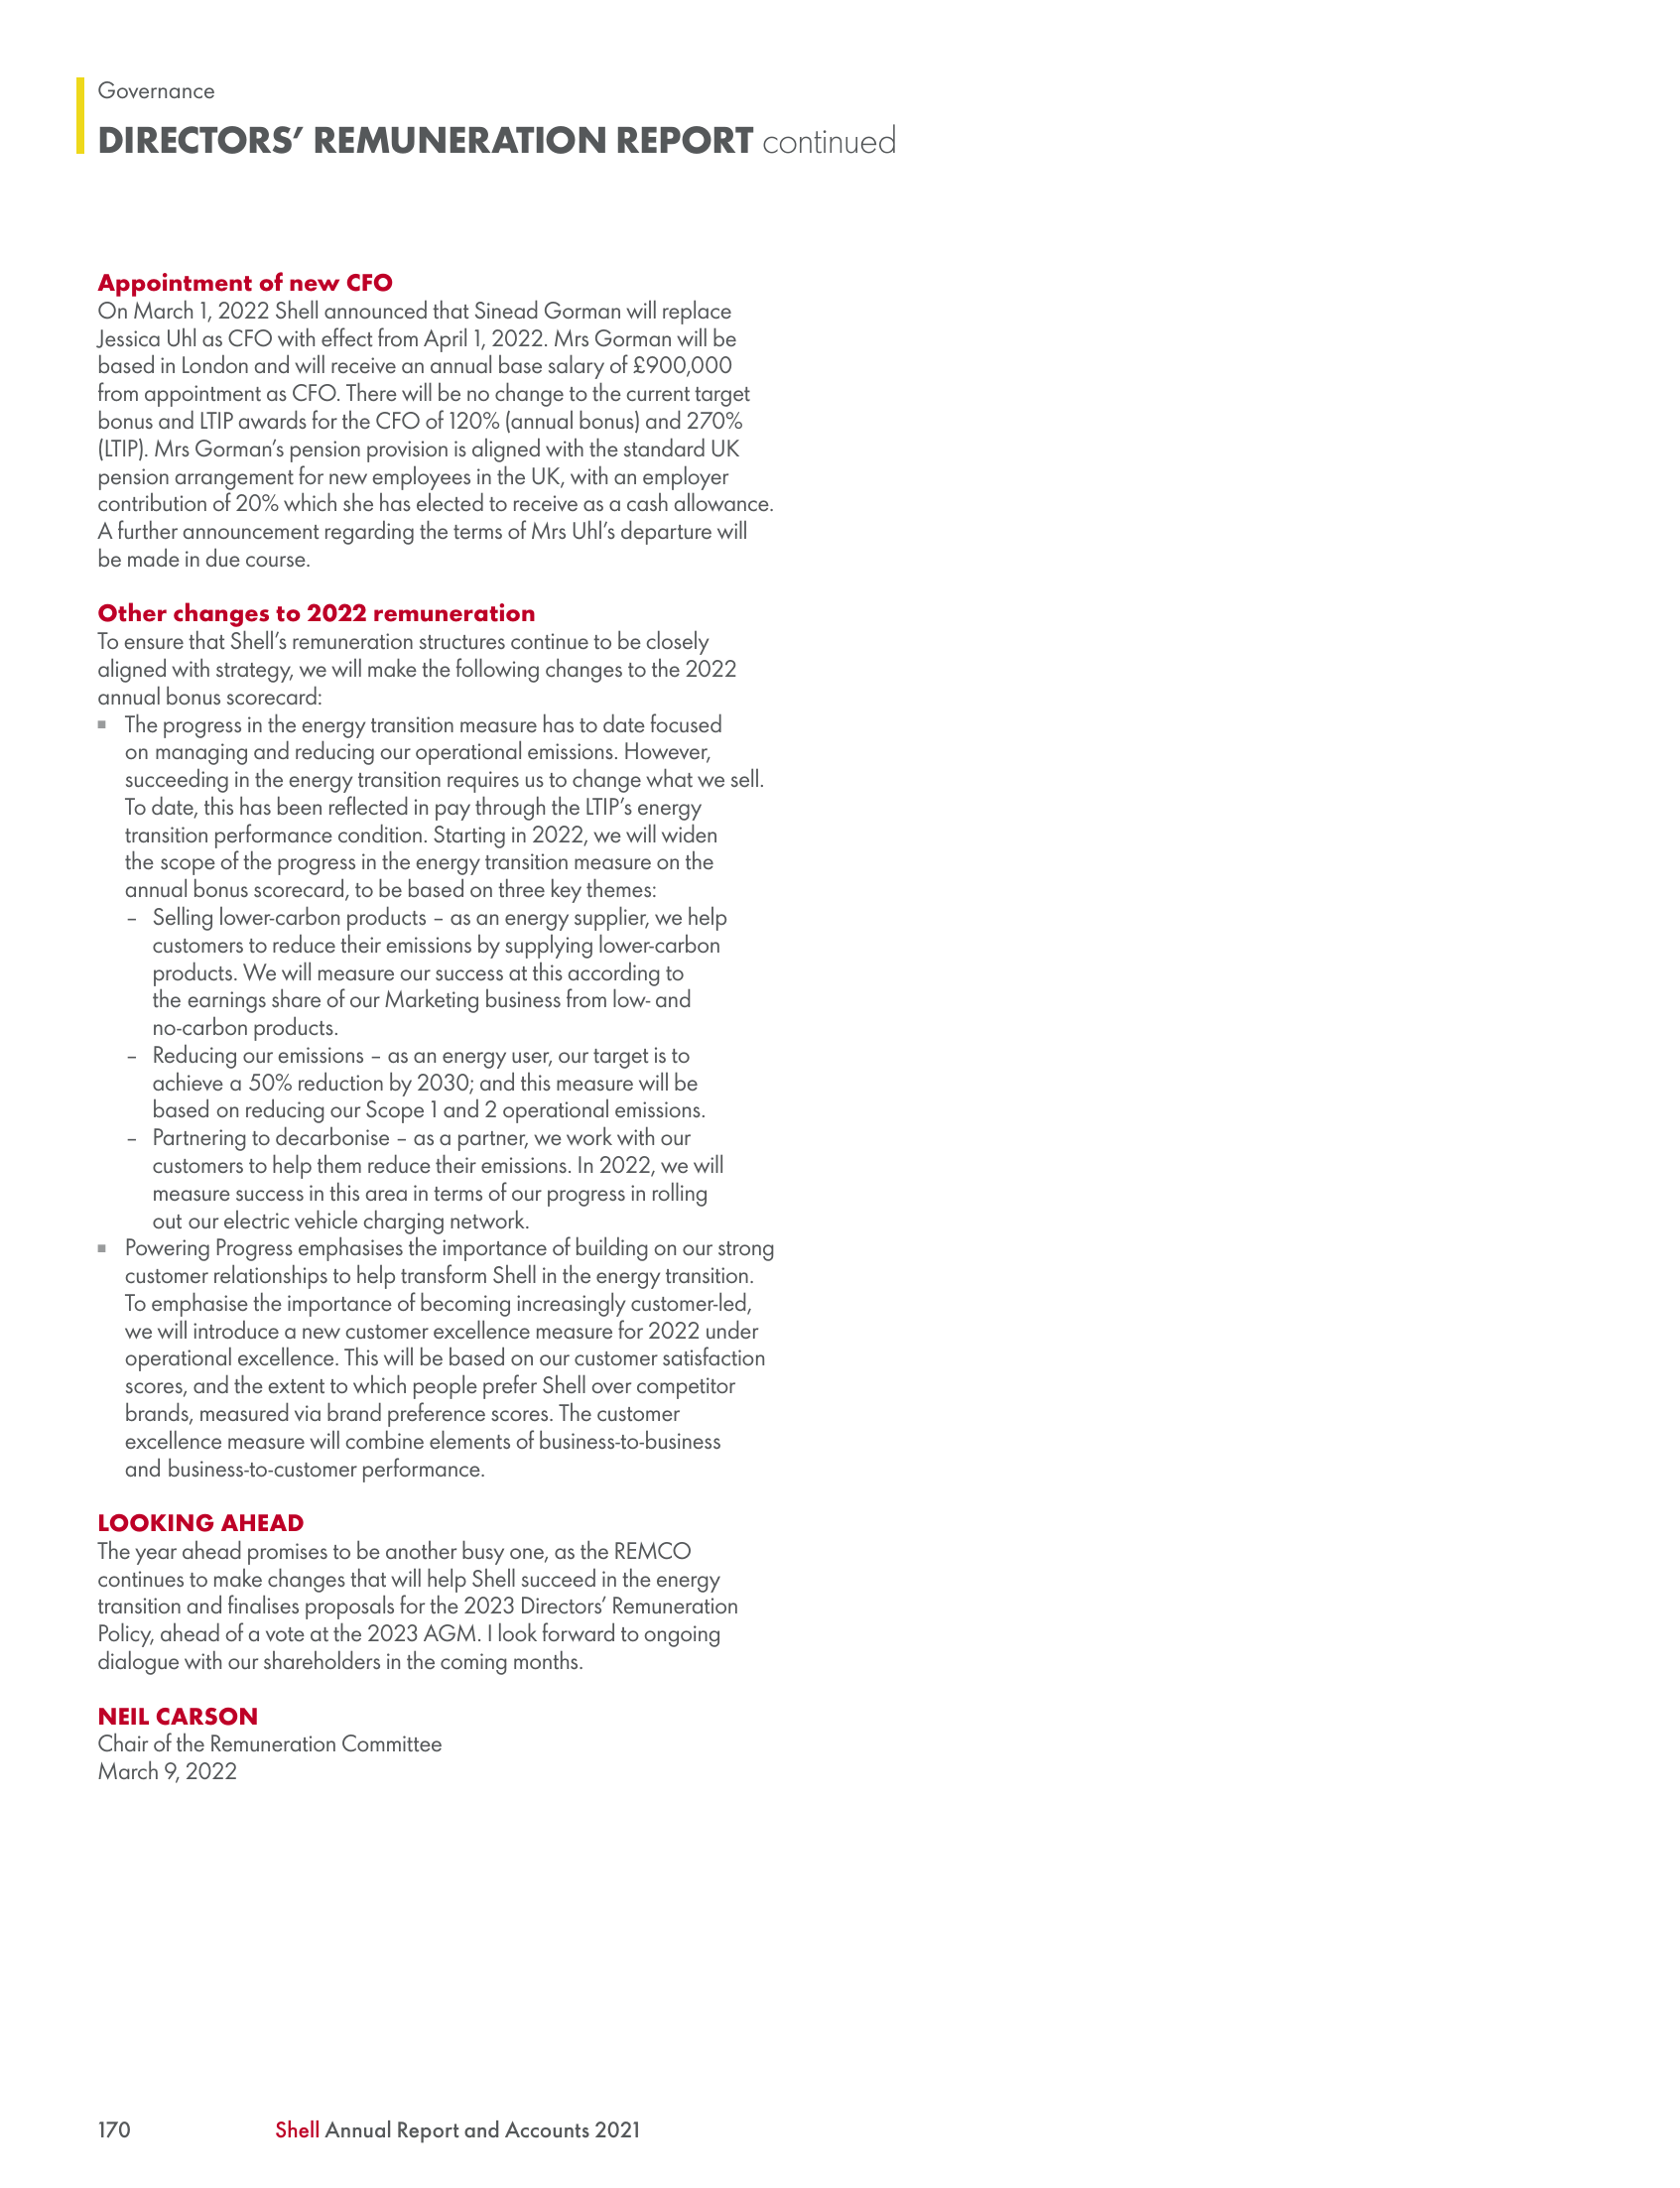 Governance
DIRECTORS' REMUNERATION REPORT continued
Appointment of new CFO
On March 1, 2022 Shell announced that Sinead Gorman will replace
Jessica Uhl as CFO with effect from April 1, 2022. Mrs Gorman will be
based in London and will receive an annual base salary of £900,000
from appointment as CFO. There will be no change to the current target
bonus and LTIP awards for the CFO of 120% (annual bonus) and 270%
(LTIP). Mrs Gorman's pension provision is aligned with the standard UK
pension arrangement for new employees in the UK, with an employer
contribution of 20% which she has elected to receive as a cash allowance.
A further announcement regarding the terms of Mrs Uhl's departure will
be made in due course.
Other changes to 2022 remuneration
To ensure that Shell's remuneration structures continue to be closely
aligned with strategy, we will make the following changes to the 2022
annual bonus scorecard:
■ The progress in the energy transition measure has to date focused
on managing and reducing our operational emissions. However,
succeeding in the energy transition requires us to change what we sell.
To date, this has been reflected in pay through the LTIP's energy
transition performance condition. Starting in 2022, we will widen
the scope of the progress in the energy transition measure on the
annual bonus scorecard, to be based on three key themes:
– Selling lower-carbon products – as an energy supplier, we help
customers to reduce their emissions by supplying lower-carbon
products. We will measure our success at this according to
the earnings share of our Marketing business from low- and
no-carbon products.
– Reducing our emissions – as an energy user, our target is to
achieve a 50% reduction by 2030; and this measure will be
based on reducing our Scope 1 and 2 operational emissions.
– Partnering to decarbonise – as a partner, we work with our
customers to help them reduce their emissions. In 2022, we will
measure success in this area in terms of our progress in rolling
out our electric vehicle charging network.
■ Powering Progress emphasises the importance of building on our strong
customer relationships to help transform Shell in the energy transition.
To emphasise the importance of becoming increasingly customer-led,
we will introduce a new customer excellence measure for 2022 under
operational excellence. This will be based on our customer satisfaction
scores, and the extent to which people prefer Shell over competitor
brands, measured via brand preference scores. The customer
excellence measure will combine elements of business-to-business
and business-to-customer performance.
LOOKING AHEAD
The year ahead promises to be another busy one, as the REMCO
continues to make changes that will help Shell succeed in the energy
transition and finalises proposals for the 2023 Directors' Remuneration
Policy, ahead of a vote at the 2023 AGM. I look forward to ongoing
dialogue with our shareholders in the coming months.
NEIL CARSON
Chair of the Remuneration Committee
March 9, 2022
170 Shell Annual Report and Accounts 2021